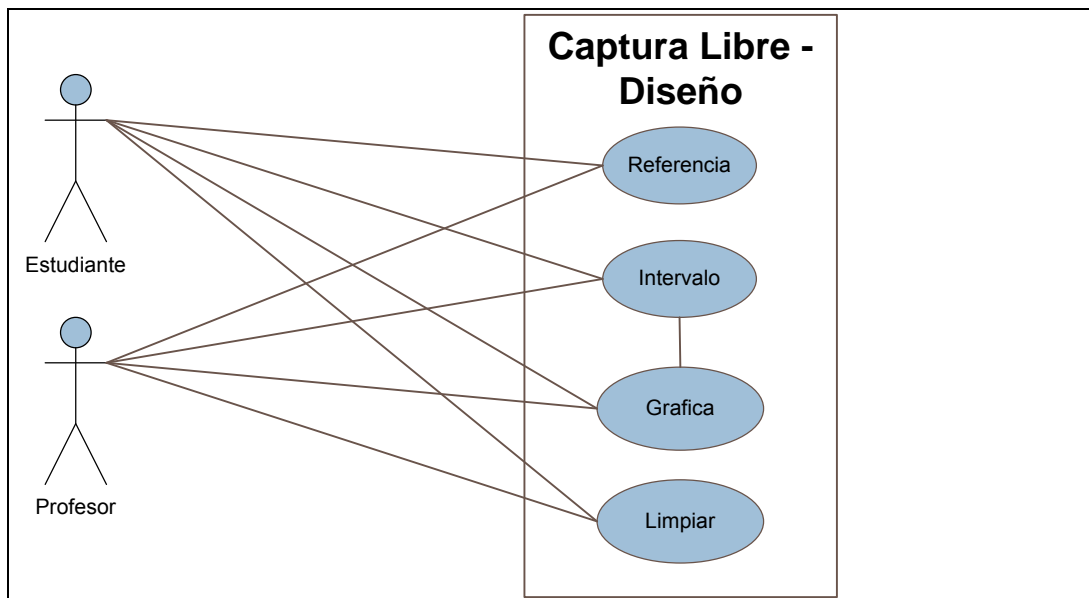 Captura Libre -
Diseño
Referencia
Estudiante
Intervalo
Grafica
Profesor
Limpiar